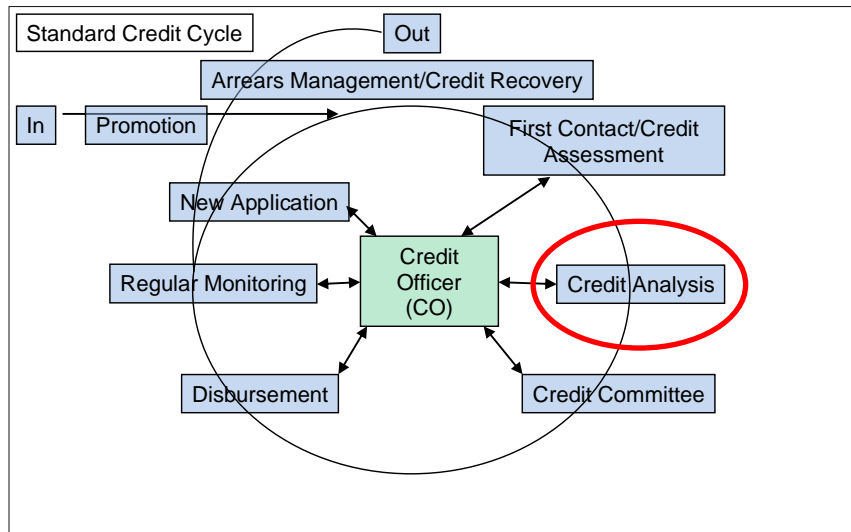 Standard Credit Cycle
Out
Arrears Management/Credit Recovery
In
Promotion
First Contact/Credit
Assessment
New Application
Credit
Officer
(CO)
Regular Monitoring
Credit Analysis
Disbursement
Credit Committee